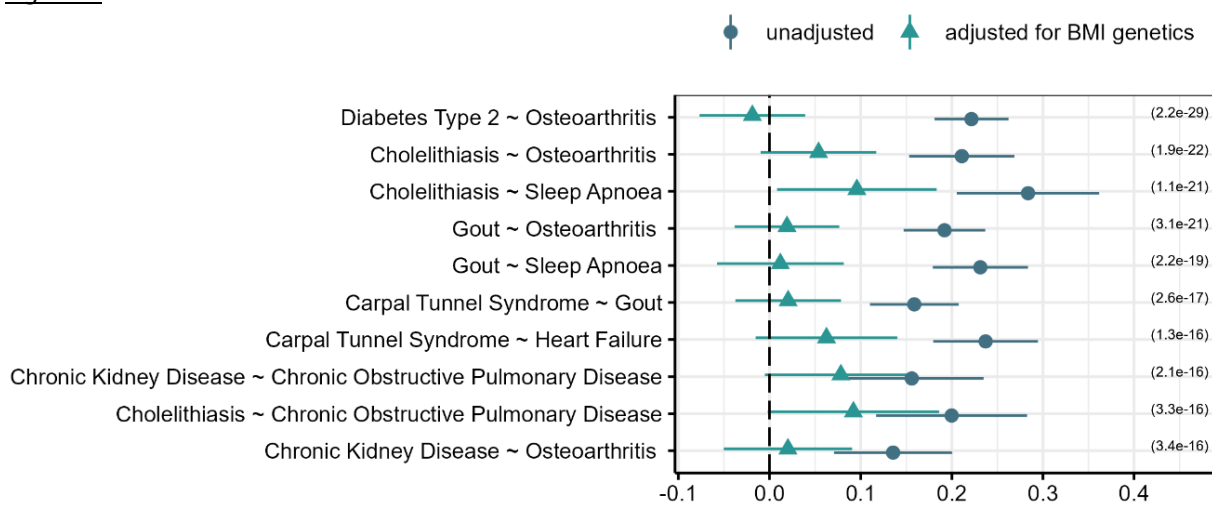 unadjusted adjusted for BMI genetics
Diabetes Type 2 ~ Osteoarthritis (2.2e-29)
Cholelithiasis ~ Osteoarthritis (1.9e-22)
Cholelithiasis ~ Sleep Apnoea (1.1e-21)
Gout ~ Osteoarthritis (3.1e-21)
Gout ~ Sleep Apnoea (2.2e-19)
Carpal Tunnel Syndrome ~ Gout (2.6e-17)
Carpal Tunnel Syndrome ~ Heart Failure (1.3e-16)
Chronic Kidney Disease ~ Chronic Obstructive Pulmonary Disease (2.1e-16)
Cholelithiasis ~ Chronic Obstructive Pulmonary Disease (3.3e-16)
Chronic Kidney Disease ~ Osteoarthritis (3.4e-16)
-0.1 0.0 0.1 0.2 0.3 0.4